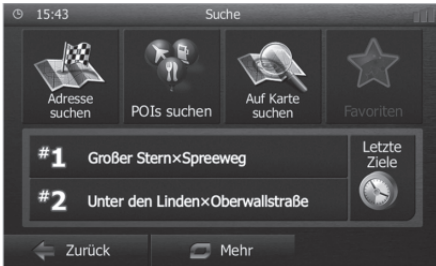 15:43 Suche
Adresse
suchen
POIs suchen
Auf Karte
suchen
Favoriten
#1 Großer Stern×Spreeweg
#2 Unter den Linden×Oberwallstraße
Letzte
Ziele
Zurück
Mehr